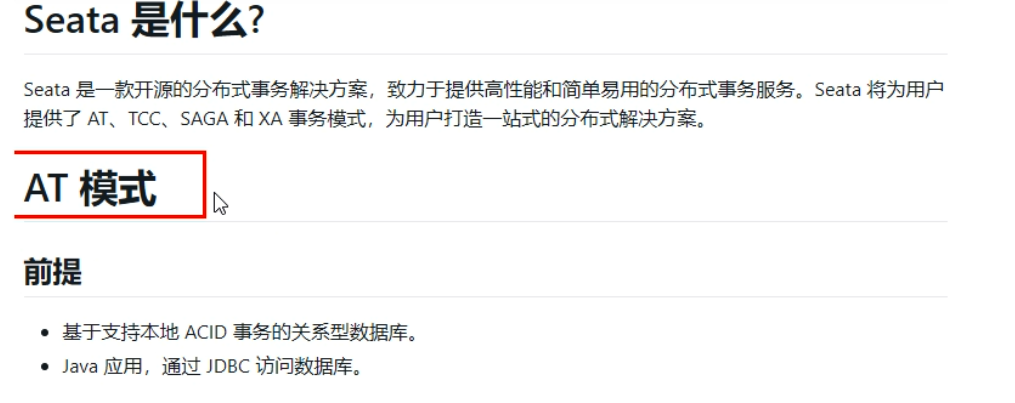 Seata 是什么?
Seata 是一款开源的分布式事务解决方案，致力于提供高性能和简单易用的分布式事务服务。Seata 将为用户
提供了 AT、TCC、SAGA 和 XA 事务模式，为用户打造一站式的分布式解决方案。
AT 模式
前提
基于支持本地 ACID 事务的关系型数据库。
Java 应用，通过 JDBC 访问数据库。